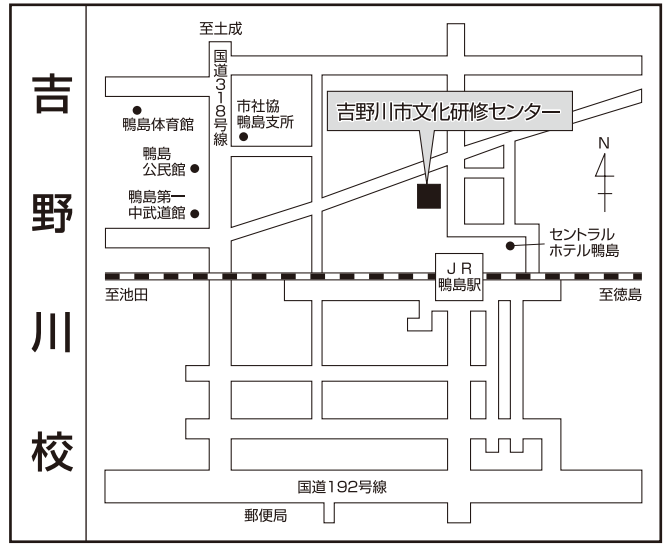 吉野川校
至土成
国道318号線
市社協
鴨島支所
吉野川市文化研修センター
鴨島体育館
鴨島
公民館
鴨島第一
中武道館
N
セントラル
ホテル鴨島
JR
鴨島駅
至池田
至徳島
国道192号線
郵便局